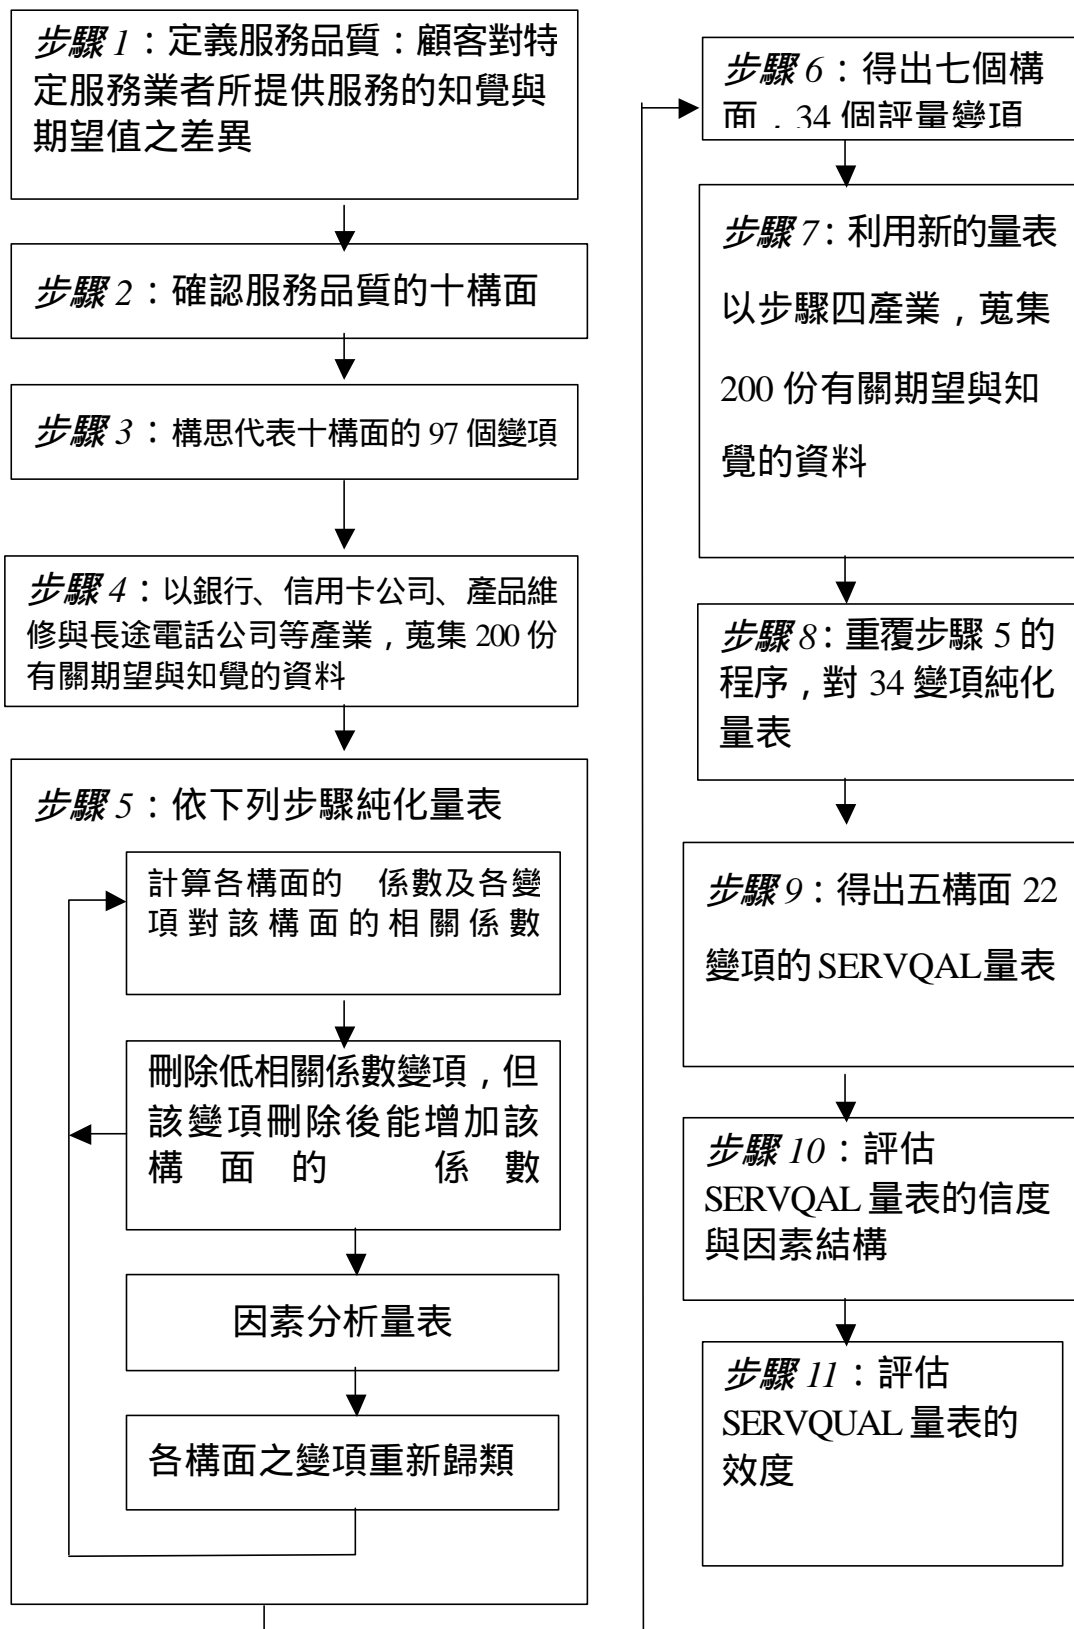 步驟 1：定義服務品質：顧客對特
定服務業者所提供服務的知覺與
期望值之差異
步驟 2：確認服務品質的十構面
步驟 3：構思代表十構面的 97 個變項
步驟 4：以銀行、信用卡公司、產品維
修與長途電話公司等產業，蒐集 200 份
有關期望與知覺的資料
步驟 5：依下列步驟純化量表
計算各構面的　係數及各變
項對該構面的相關係數
刪除低相關係數變項，但
該變項刪除後能增加該
構面的　係數
因素分析量表
各構面之變項重新歸類
步驟 6：得出七個構
面，34 個評量變項
步驟 7：利用新的量表
以步驟四產業，蒐集
200 份有關期望與知
覺的資料
步驟 8：重覆步驟 5 的
程序，對 34 變項純化
量表
步驟 9：得出五構面 22
變項的 SERVQAL 量表
步驟 10：評估
SERVQAL 量表的信度
與因素結構
步驟 11：評估
SERVQUAL 量表的
效度